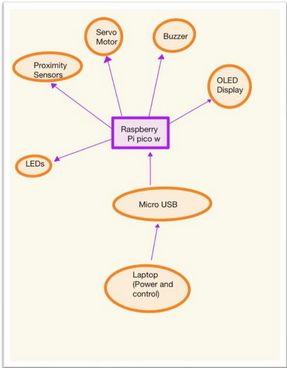 Servo
Motor
Buzzer
Proximity
Sensors
OLED
Display
Raspberry
Pi pico w
LEDs
Micro USB
Laptop
(Power and
control)